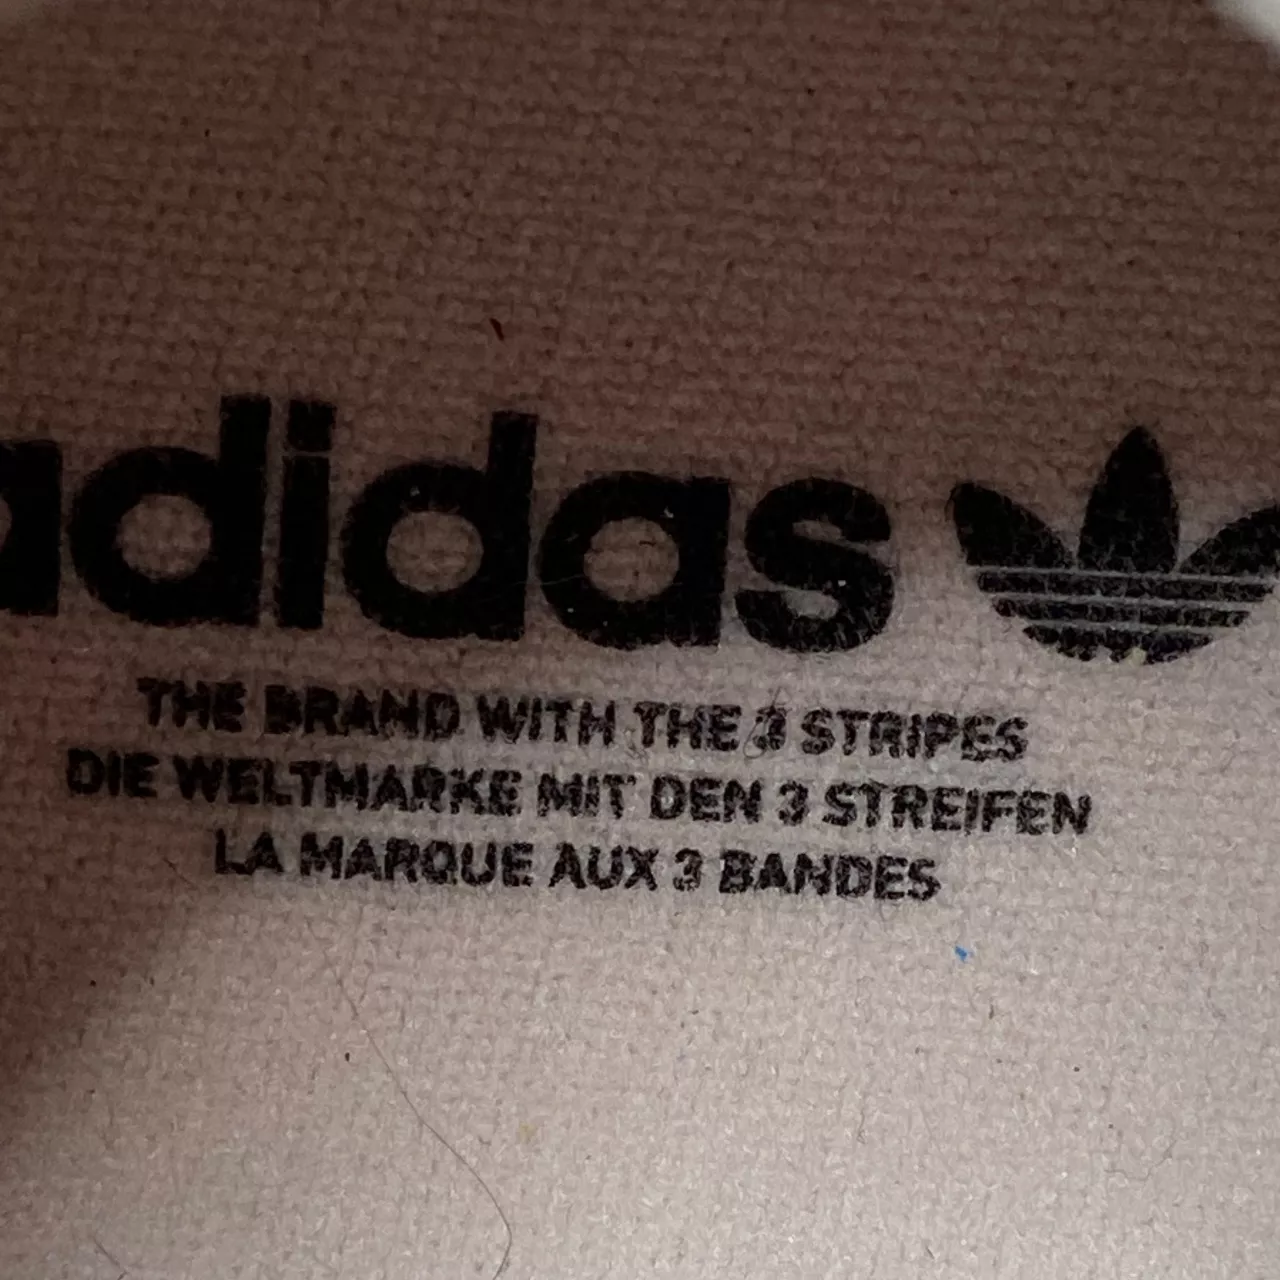 adidas
THE BRAND WITH THE 3 STRIPES
DIE WELTMARKE MIT DEN 3 STREIFEN
LA MARQUE AUX 3 BANDES